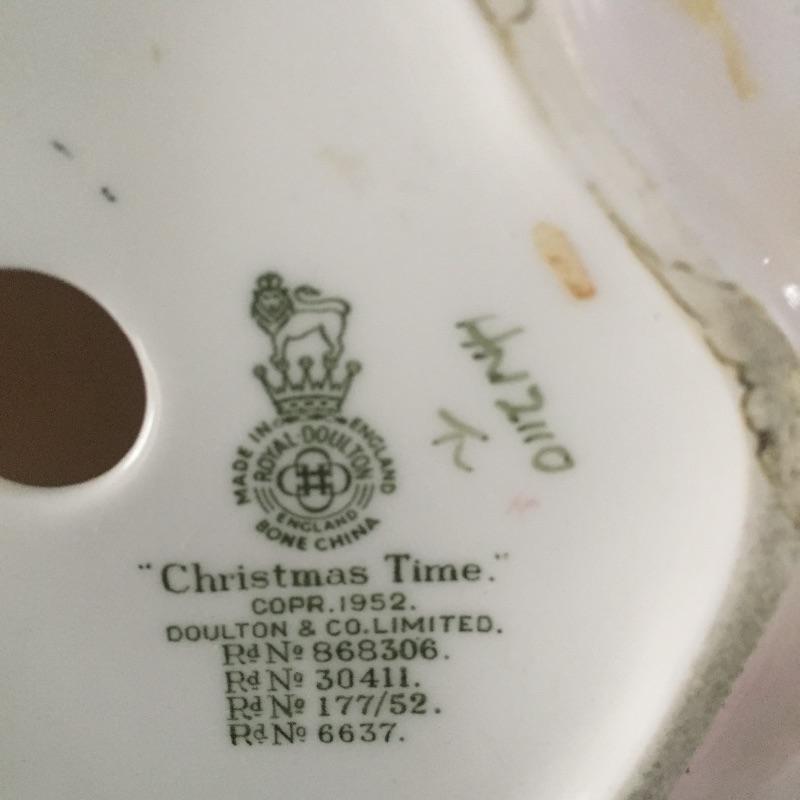 MADE IN ENGLAND
ROYAL·DOULTON
ENGLAND
BONE CHINA
HN2110
"Christmas Time."
COPR.1952.
DOULTON & CO.LIMITED.
Rd Nº 868306.
Rd Nº 30411.
Rd Nº 177/52.
Rd Nº 6637.